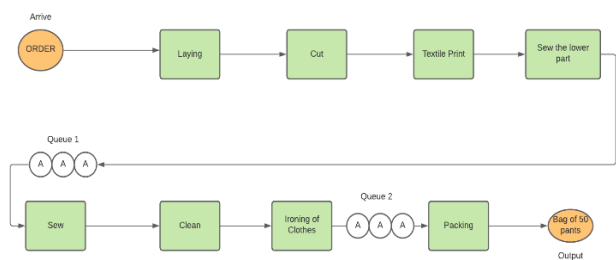 Arrive
ORDER
Laying
Cut
Textile Print
Sew the lower
part
Queue 1
A A A
Sew
Clean
Ironing of
Clothes
Queue 2
A A A
Packing
Bag of 50
pants
Output